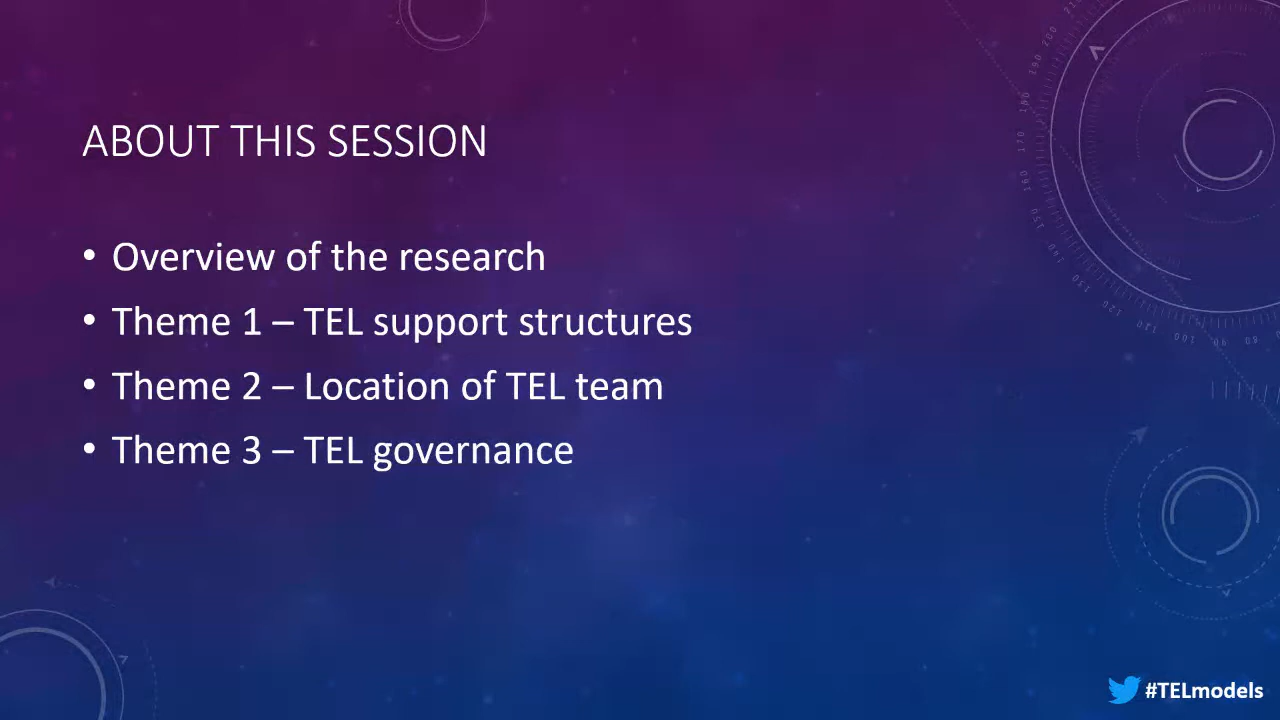 ABOUT THIS SESSION
• Overview of the research
• Theme 1 – TEL support structures
• Theme 2 – Location of TEL team
• Theme 3 – TEL governance
#TELmodels